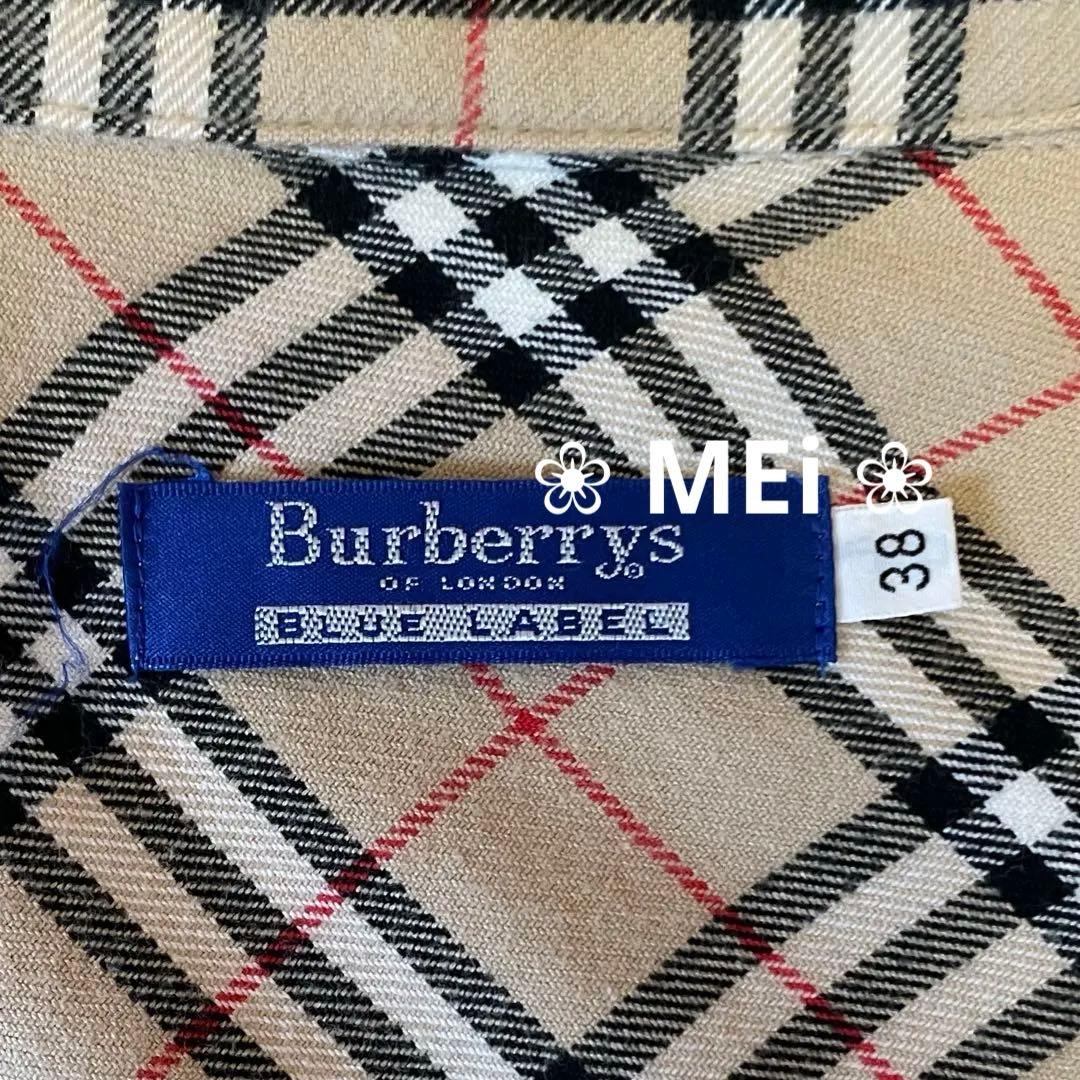 ❀ MEi ❀
Burberrys®
OF LONDON
BLUE LABEL
38